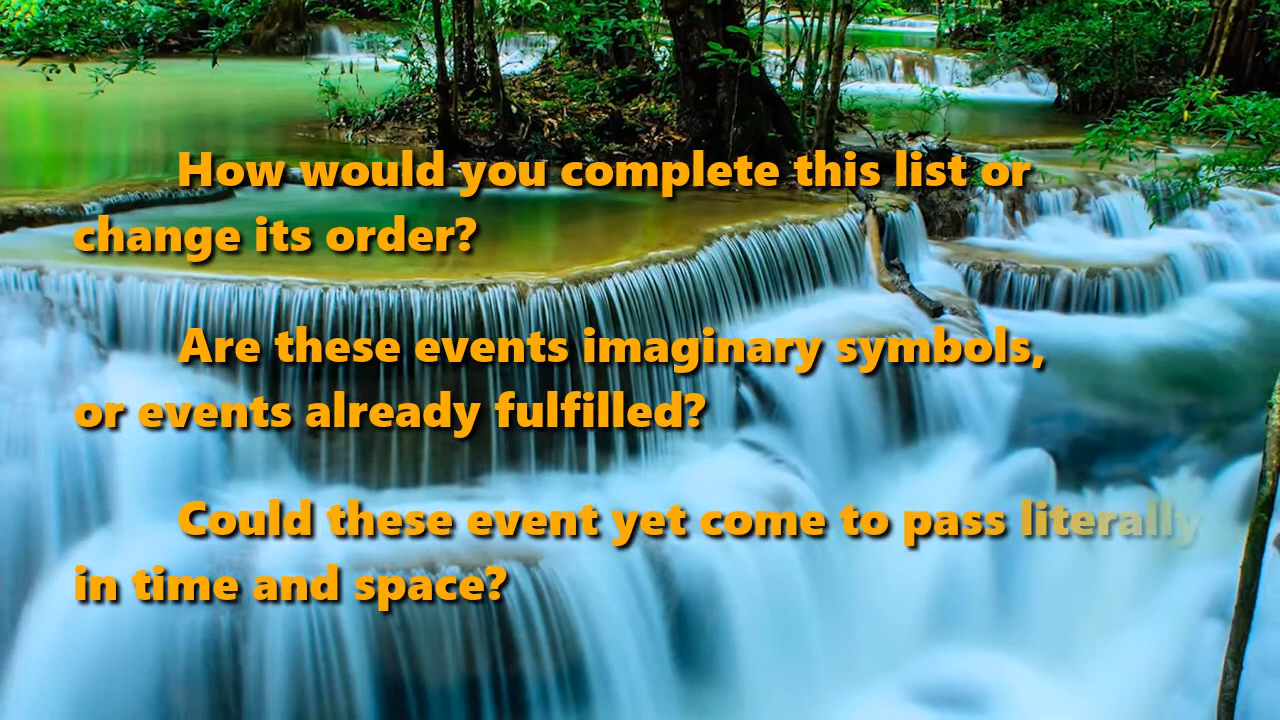 How would you complete this list or
change its order?
Are these events imaginary symbols,
or events already fulfilled?
Could these event yet come to pass literally
in time and space?